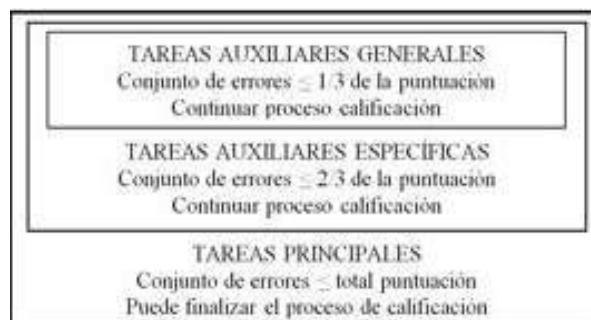 TAREAS AUXILIARES GENERALES
Conjunto de errores ≤ 1/3 de la puntuación
Continuar proceso calificación
TAREAS AUXILIARES ESPECÍFICAS
Conjunto de errores ≤ 2/3 de la puntuación
Continuar proceso calificación
TAREAS PRINCIPALES
Conjunto de errores ≤ total puntuación
Puede finalizar el proceso de calificación